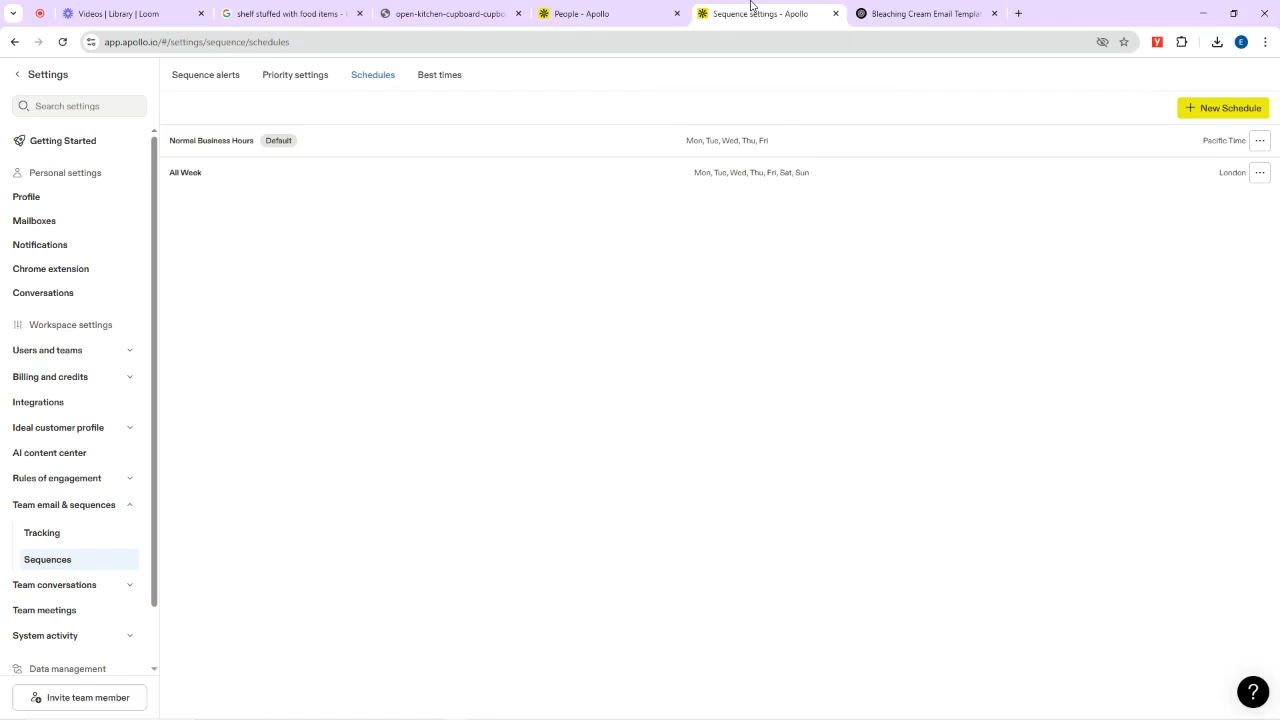 Videos | Library | Loom
shelf stuffed with food items -
open-kitchen-cupboard-cupbo
People - Apollo
Sequence settings - Apollo
Bleaching Cream Email Templat
app.apollo.io/#/settings/sequence/schedules
E
Settings
Search settings
Getting Started
Personal settings
Profile
Mailboxes
Notifications
Chrome extension
Conversations
Workspace settings
Users and teams
Billing and credits
Integrations
Ideal customer profile
AI content center
Rules of engagement
Team email & sequences
Tracking
Sequences
Team conversations
Team meetings
System activity
Data management
Invite team member
Sequence alerts
Priority settings
Schedules
Best times
New Schedule
Normal Business Hours Default Mon, Tue, Wed, Thu, Fri Pacific Time
All Week Mon, Tue, Wed, Thu, Fri, Sat, Sun London
?